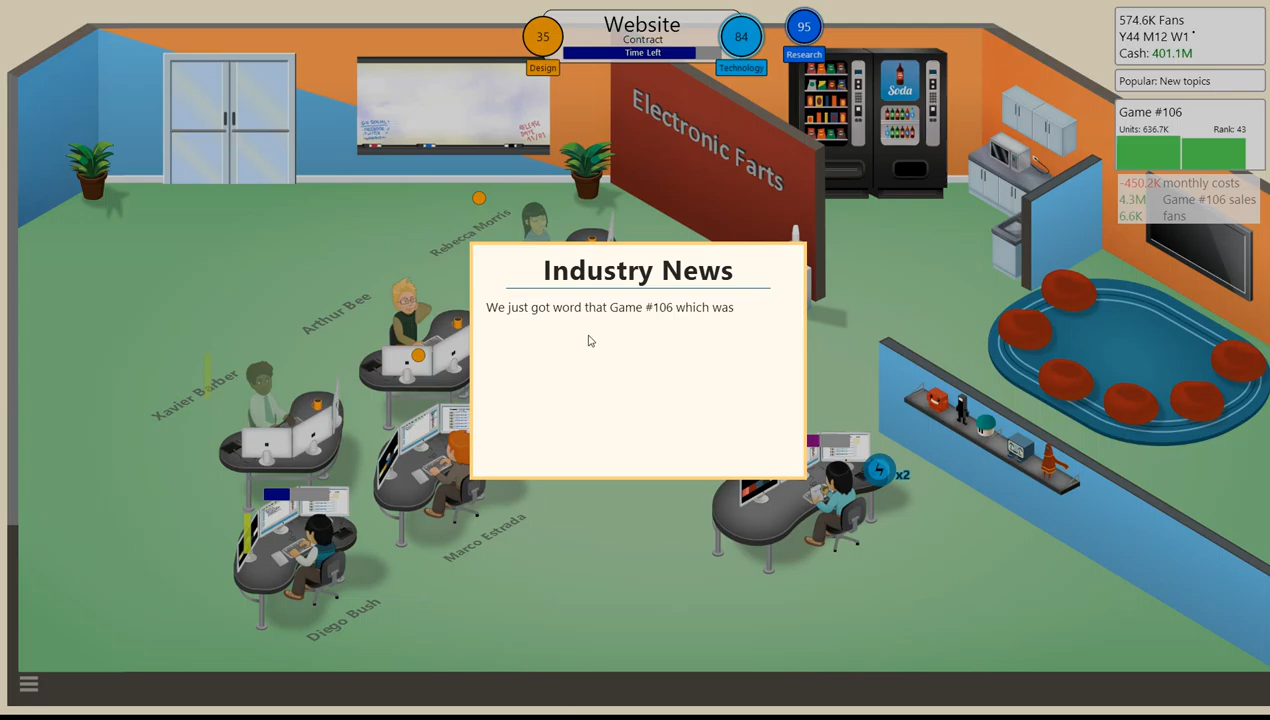 Website
Contract
Time Left
35
Design
84
Technology
95
Research
574.6K Fans
Y44 M12 W1
Cash: 401.1M
Popular: New topics
Game #106
Units: 636.7K Rank: 43
-450.2K monthly costs
4.3M Game #106 sales
6.6K fans
Electronic Farts
Soda
RELEASE
DATE
Rebecca Morris
Arthur Bee
Xavier Barber
Marco Estrada
Diego Bush
x2
Industry News
We just got word that Game #106 which was